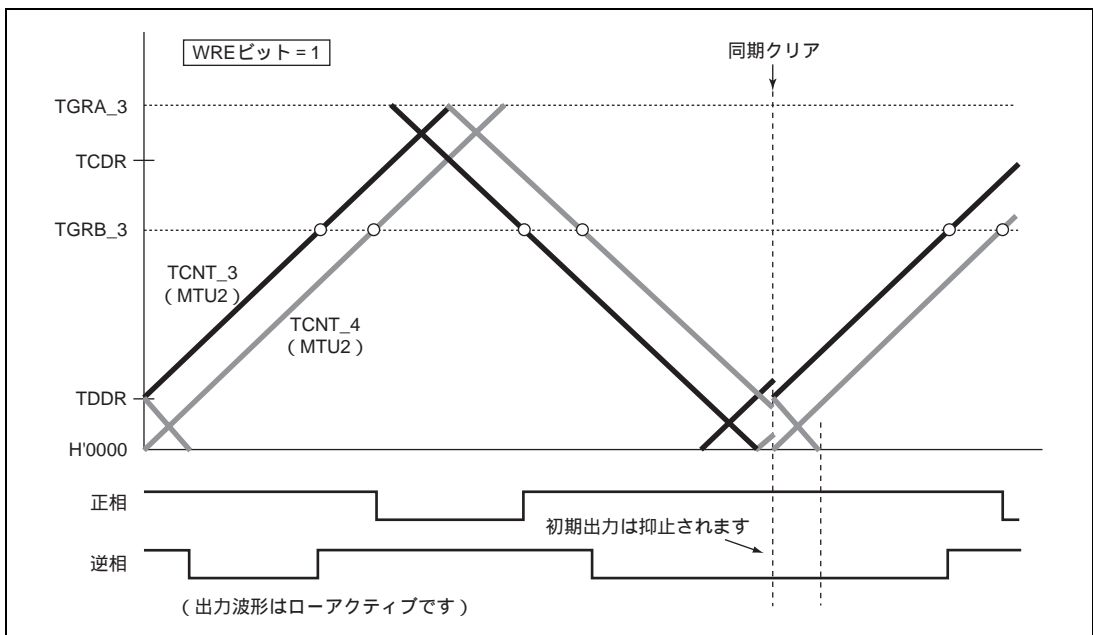 WREビット = 1
同期クリア
TGRA_3
TCDR
TGRB_3
TCNT_3
（MTU2）
TCNT_4
（MTU2）
TDDR
H'0000
正相
初期出力は抑止されます
逆相
（出力波形はローアクティブです）